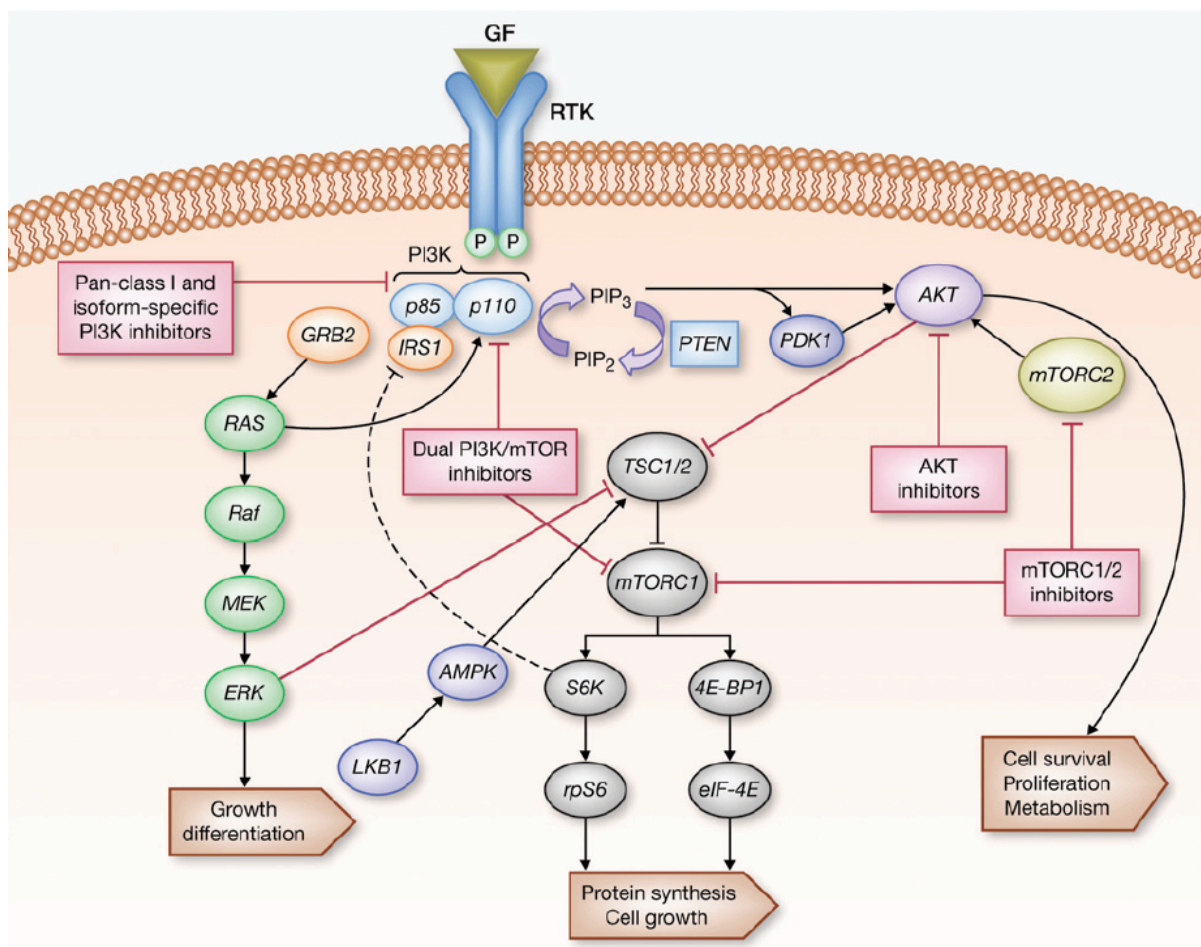 GF
RTK
P P
PI3K
Pan-class I and
isoform-specific
PI3K inhibitors
p85
p110
GRB2
IRS1
PIP3
PIP2
PTEN
PDK1
AKT
mTORC2
RAS
Dual PI3K/mTOR
inhibitors
TSC1/2
AKT
inhibitors
Raf
mTORC1
mTORC1/2
inhibitors
MEK
AMPK
ERK
S6K
4E-BP1
LKB1
rpS6
eIF-4E
Cell survival
Proliferation
Metabolism
Growth
differentiation
Protein synthesis
Cell growth